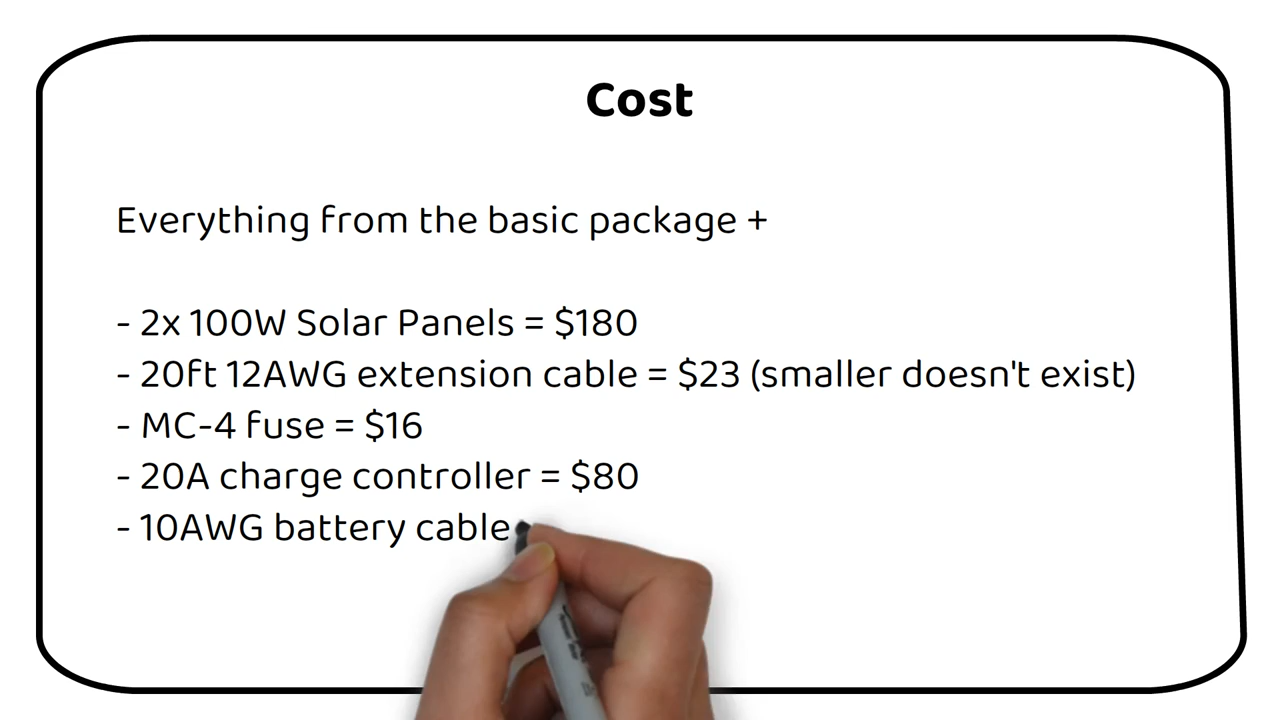 Cost
Everything from the basic package +
- 2x 100W Solar Panels = $180
- 20ft 12AWG extension cable = $23 (smaller doesn't exist)
- MC-4 fuse = $16
- 20A charge controller = $80
- 10AWG battery cable